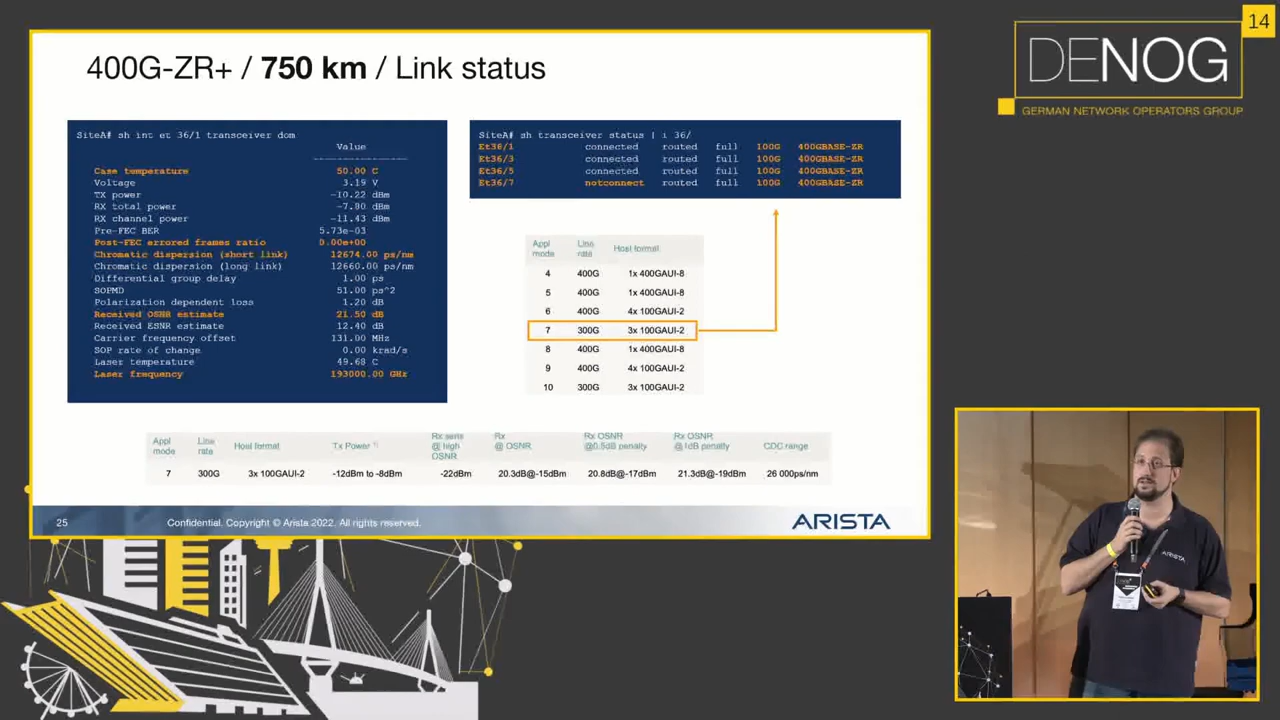 14
DENOG
GERMAN NETWORK OPERATORS GROUP
400G-ZR+ / 750 km / Link status
SiteA# sh int et 36/1 transceiver dom
Value
---------------
Case temperature 50.00 C
Voltage 3.19 V
TX power -10.22 dBm
RX total power -7.80 dBm
RX channel power -11.43 dBm
Pre-FEC BER 5.73e-03
Post-FEC errored frames ratio 0.00e+00
Chromatic dispersion (short link) 12674.00 ps/nm
Chromatic dispersion (long link) 12660.00 ps/nm
Differential group delay 1.00 ps
SOPMD 51.00 ps^2
Polarization dependent loss 1.20 dB
Received OSNR estimate 21.50 dB
Received ESNR estimate 12.40 dB
Carrier frequency offset 131.00 MHz
SOP rate of change 0.00 krad/s
Laser temperature 49.68 C
Laser frequency 193000.00 GHz
SiteA# sh transceiver status | i 36/
Et36/1 connected routed full 100G 400GBASE-ZR
Et36/3 connected routed full 100G 400GBASE-ZR
Et36/5 connected routed full 100G 400GBASE-ZR
Et36/7 notconnect routed full 100G 400GBASE-ZR
Appl mode Line rate Host format
4 400G 1x 400GAUI-8
5 400G 1x 400GAUI-8
6 400G 4x 100GAUI-2
7 300G 3x 100GAUI-2
8 400G 1x 400GAUI-8
9 400G 4x 100GAUI-2
10 300G 3x 100GAUI-2
Appl mode Line rate Host format Tx Power Rx sens @ high OSNR Rx @ OSNR Rx OSNR @0.5dB penalty Rx OSNR @1dB penalty CDC range
7 300G 3x 100GAUI-2 -12dBm to -8dBm -22dBm 20.3dB@-15dBm 20.8dB@-17dBm 21.3dB@-19dBm 26 000ps/nm
25 Confidential. Copyright © Arista 2022. All rights reserved. ARISTA
ARISTA